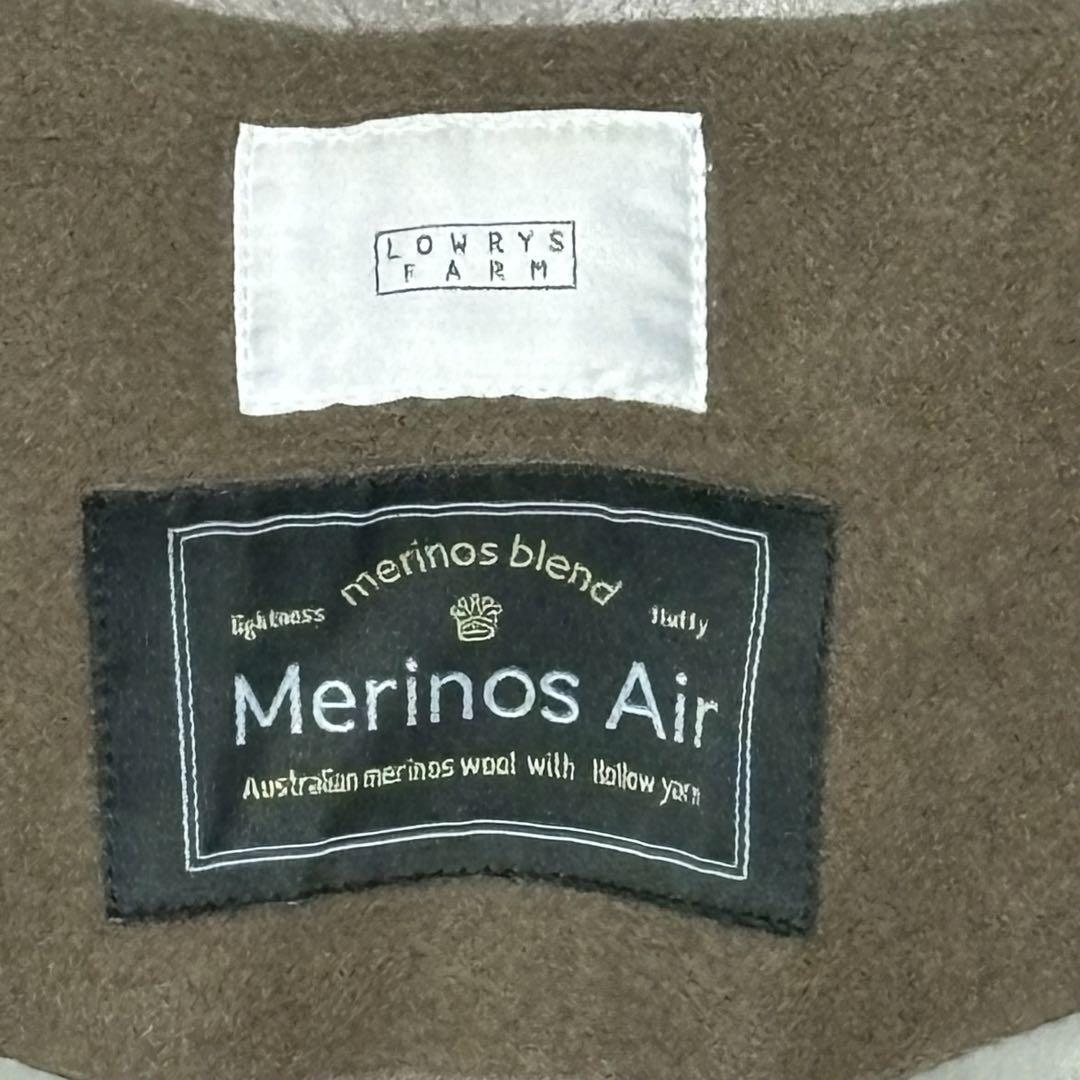 LOWRYS
FARM
merinos blend
lightness
fluffy
Merinos Air
Australian merinos wool with Hollow yarn